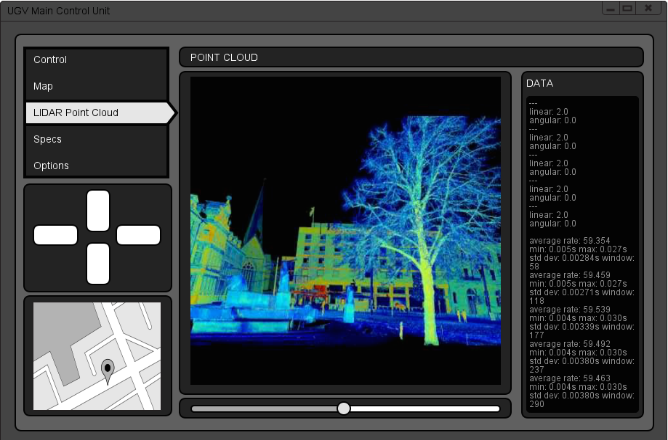 UGV Main Control Unit
Control
Map
LIDAR Point Cloud
Specs
Options
POINT CLOUD
DATA
---
linear: 2.0
angular: 0.0
---
linear: 2.0
angular: 0.0
---
linear: 2.0
angular: 0.0
---
linear: 2.0
angular: 0.0
---
linear: 2.0
angular: 0.0
average rate: 59.354
min: 0.005s max: 0.027s
std dev: 0.00284s window:
58
average rate: 59.459
min: 0.005s max: 0.027s
std dev: 0.00271s window:
118
average rate: 59.539
min: 0.004s max: 0.030s
std dev: 0.00339s window:
177
average rate: 59.492
min: 0.004s max: 0.030s
std dev: 0.00380s window:
237
average rate: 59.463
min: 0.004s max: 0.030s
std dev: 0.00380s window:
290